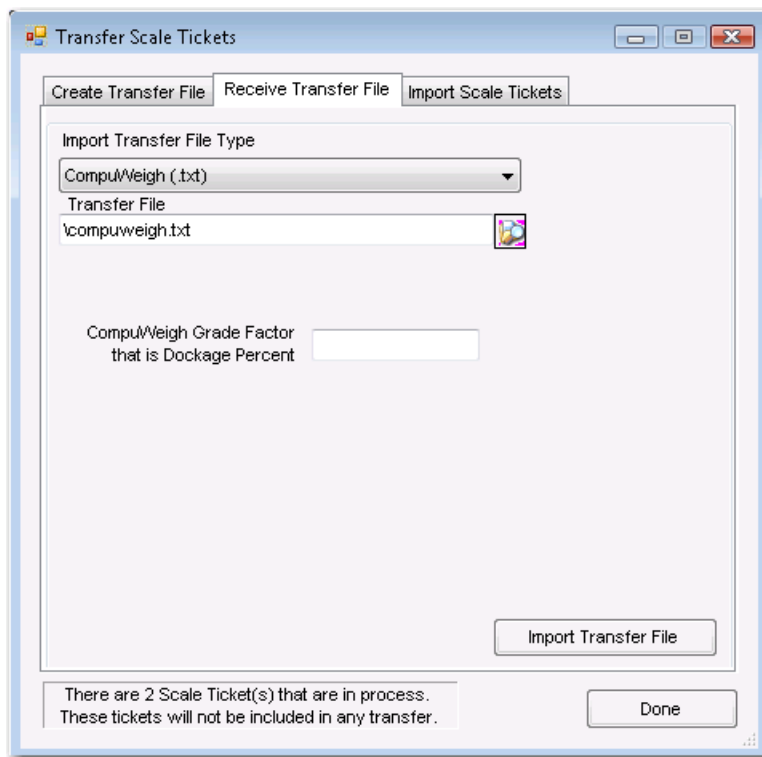 Transfer Scale Tickets
Create Transfer File
Receive Transfer File
Import Scale Tickets
Import Transfer File Type
CompuWeigh (.txt)
Transfer File
\compuweigh.txt
CompuWeigh Grade Factor
that is Dockage Percent
Import Transfer File
There are 2 Scale Ticket(s) that are in process.
These tickets will not be included in any transfer.
Done